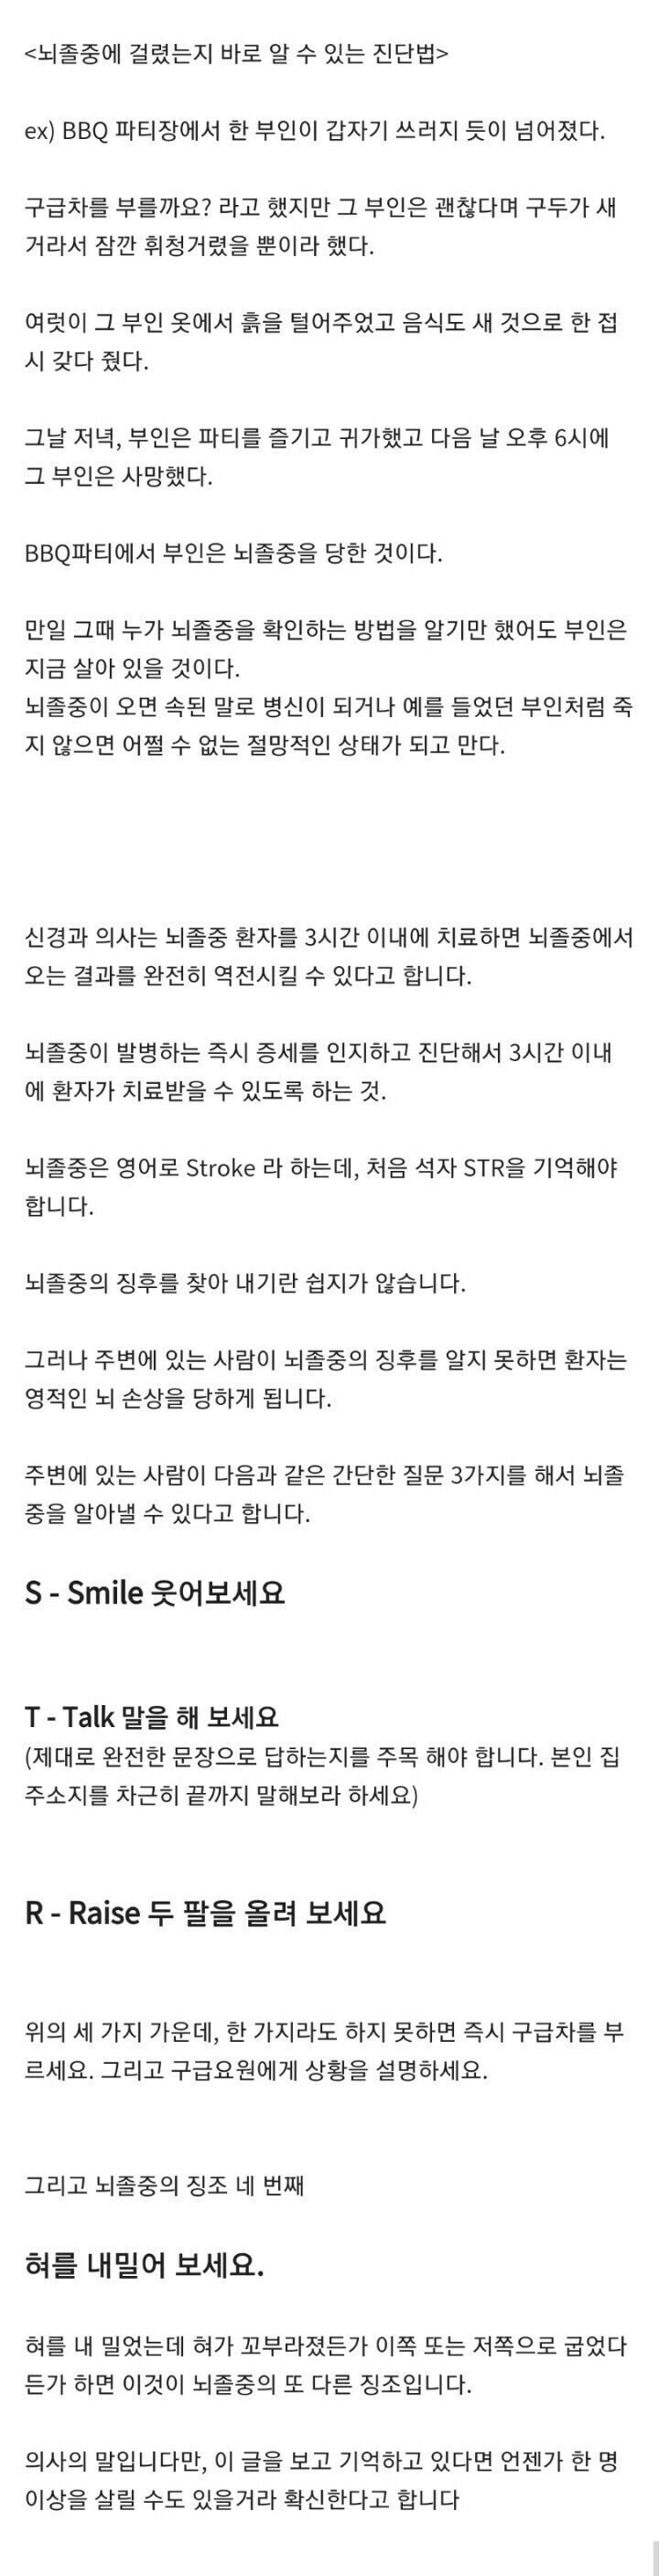 <뇌졸중에 걸렸는지 바로 알 수 있는 진단법>
ex) BBQ 파티장에서 한 부인이 갑자기 쓰러지 듯이 넘어졌다.
구급차를 부를까요? 라고 했지만 그 부인은 괜찮다며 구두가 새
거라서 잠깐 휘청거렸을 뿐이라 했다.
여럿이 그 부인 옷에서 흙을 털어주었고 음식도 새 것으로 한 접
시 갖다 줬다.
그날 저녁, 부인은 파티를 즐기고 귀가했고 다음 날 오후 6시에
그 부인은 사망했다.
BBQ파티에서 부인은 뇌졸중을 당한 것이다.
만일 그때 누가 뇌졸중을 확인하는 방법을 알기만 했어도 부인은
지금 살아 있을 것이다.
뇌졸중이 오면 속된 말로 병신이 되거나 예를 들었던 부인처럼 죽
지 않으면 어쩔 수 없는 절망적인 상태가 되고 만다.
신경과 의사는 뇌졸중 환자를 3시간 이내에 치료하면 뇌졸중에서
오는 결과를 완전히 역전시킬 수 있다고 합니다.
뇌졸중이 발병하는 즉시 증세를 인지하고 진단해서 3시간 이내
에 환자가 치료받을 수 있도록 하는 것.
뇌졸중은 영어로 Stroke 라 하는데, 처음 석자 STR을 기억해야
합니다.
뇌졸중의 징후를 찾아 내기란 쉽지가 않습니다.
그러나 주변에 있는 사람이 뇌졸중의 징후를 알지 못하면 환자는
영적인 뇌 손상을 당하게 됩니다.
주변에 있는 사람이 다음과 같은 간단한 질문 3가지를 해서 뇌졸
중을 알아낼 수 있다고 합니다.
S - Smile 웃어보세요
T - Talk 말을 해 보세요
(제대로 완전한 문장으로 답하는지를 주목 해야 합니다. 본인 집
주소지를 차근히 끝까지 말해보라 하세요)
R - Raise 두 팔을 올려 보세요
위의 세 가지 가운데, 한 가지라도 하지 못하면 즉시 구급차를 부
르세요. 그리고 구급요원에게 상황을 설명하세요.
그리고 뇌졸중의 징조 네 번째
혀를 내밀어 보세요.
혀를 내 밀었는데 혀가 꼬부라졌든가 이쪽 또는 저쪽으로 굽었다
든가 하면 이것이 뇌졸중의 또 다른 징조입니다.
의사의 말입니다만, 이 글을 보고 기억하고 있다면 언젠가 한 명
이상을 살릴 수도 있을거라 확신한다고 합니다